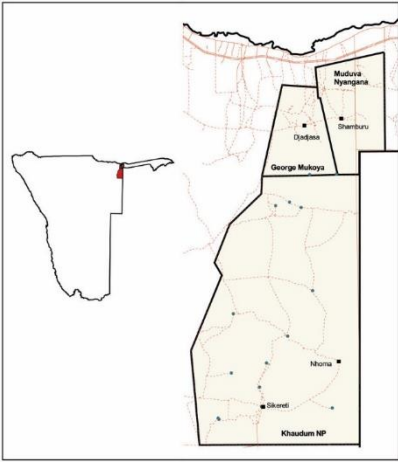 Muduva
Nyangana
Shamburu
Djadjasa
George Mukoya
Nhoma
Sikereti
Khaudum NP